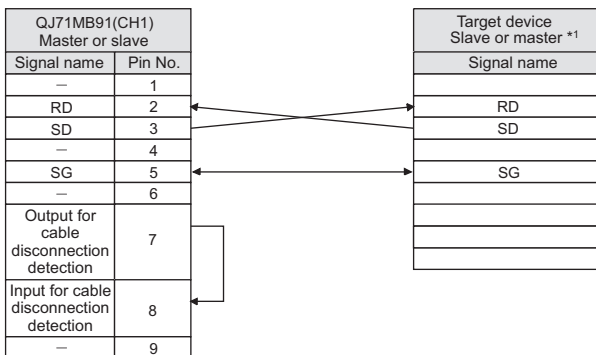 QJ71MB91(CH1)
Master or slave
Signal name Pin No.
— 1
RD 2
SD 3
— 4
SG 5
— 6
Output for
cable
disconnection
detection
7
Input for cable
disconnection
detection
8
— 9
Target device
Slave or master *1
Signal name
RD
SD
SG